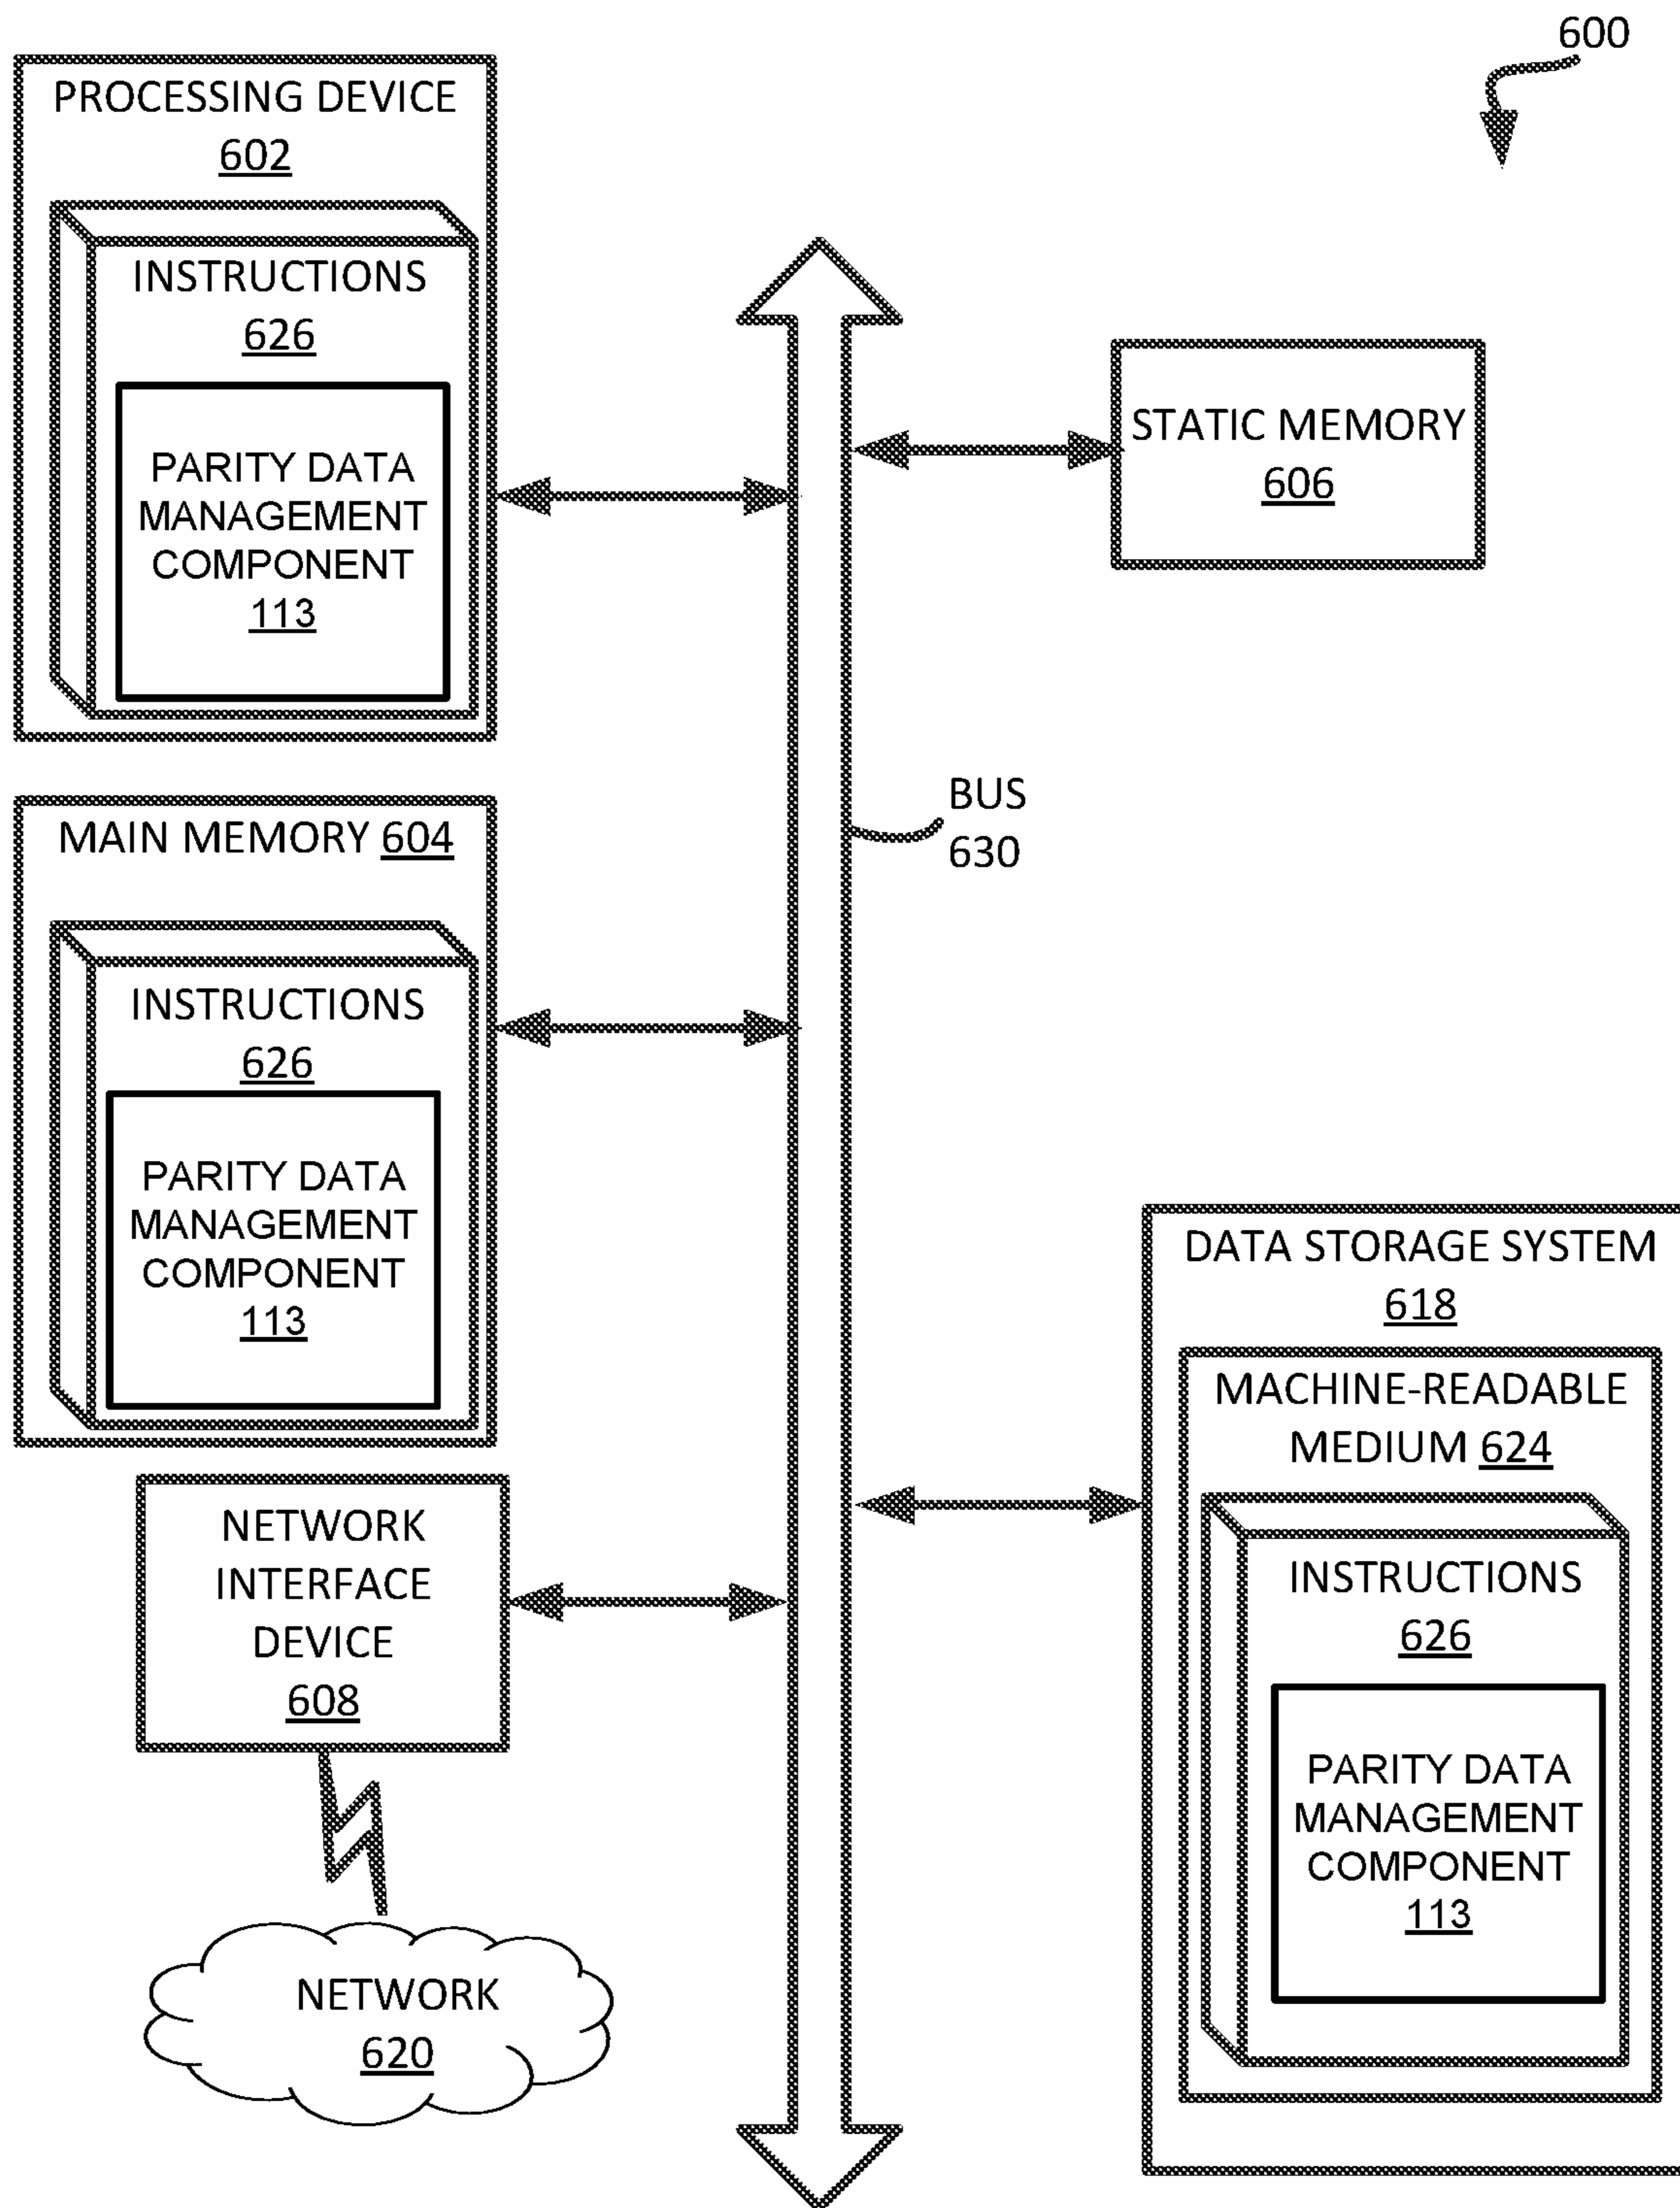 600
PROCESSING DEVICE
602
INSTRUCTIONS
626
PARITY DATA
MANAGEMENT
COMPONENT
113
STATIC MEMORY
606
BUS
630
MAIN MEMORY 604
INSTRUCTIONS
626
PARITY DATA
MANAGEMENT
COMPONENT
113
NETWORK
INTERFACE
DEVICE
608
NETWORK
620
DATA STORAGE SYSTEM
618
MACHINE-READABLE
MEDIUM 624
INSTRUCTIONS
626
PARITY DATA
MANAGEMENT
COMPONENT
113